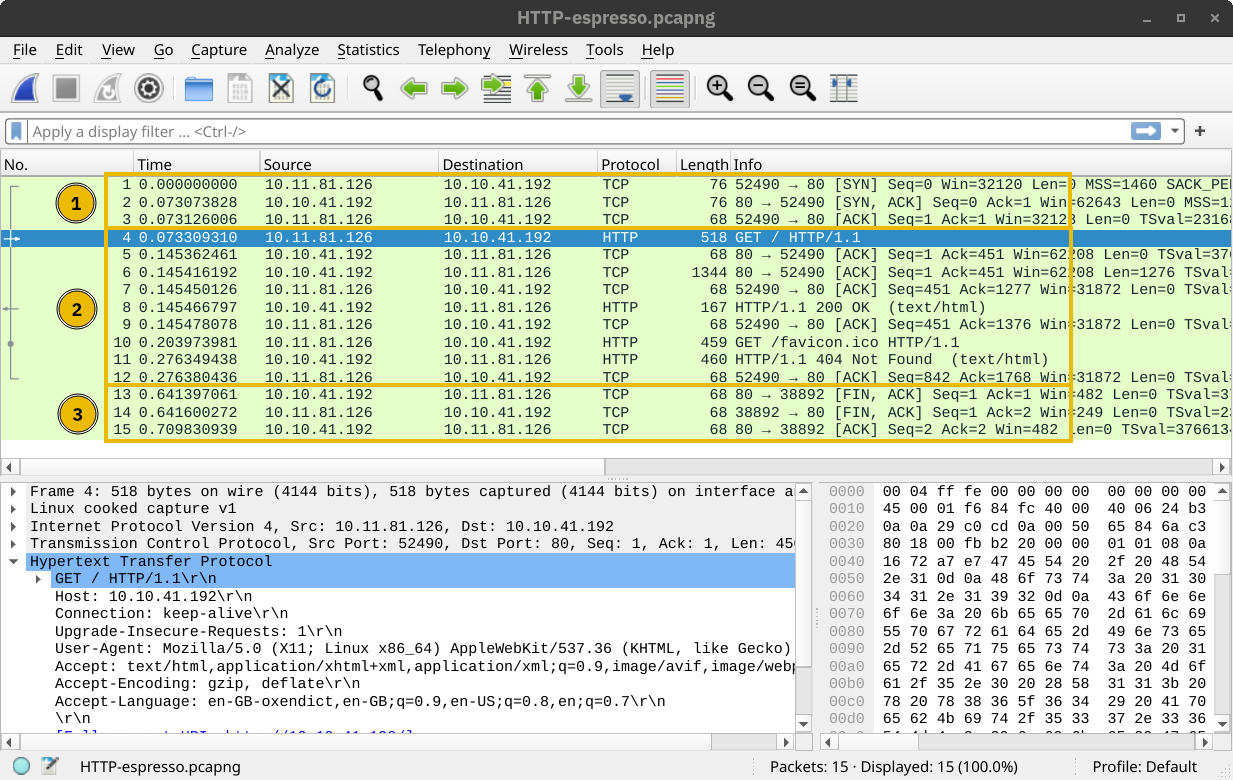 HTTP-espresso.pcapng
File Edit View Go Capture Analyze Statistics Telephony Wireless Tools Help
Apply a display filter ... <Ctrl-/>
No. Time Source Destination Protocol Length Info
1 0.000000000 10.11.81.126 10.10.41.192 TCP 76 52490 → 80 [SYN] Seq=0 Win=32120 Len=0 MSS=1460 SACK_PE
2 0.073073828 10.10.41.192 10.11.81.126 TCP 76 80 → 52490 [SYN, ACK] Seq=0 Ack=1 Win=62643 Len=0 MSS=1
3 0.073126006 10.11.81.126 10.10.41.192 TCP 68 52490 → 80 [ACK] Seq=1 Ack=1 Win=32128 Len=0 TSval=2316
4 0.073309310 10.11.81.126 10.10.41.192 HTTP 518 GET / HTTP/1.1
5 0.145362461 10.10.41.192 10.11.81.126 TCP 68 80 → 52490 [ACK] Seq=1 Ack=451 Win=62208 Len=0 TSval=37
6 0.145416192 10.10.41.192 10.11.81.126 TCP 1344 80 → 52490 [ACK] Seq=1 Ack=451 Win=62208 Len=1276 TSval
7 0.145450126 10.11.81.126 10.10.41.192 TCP 68 52490 → 80 [ACK] Seq=451 Ack=1277 Win=31872 Len=0 TSval
8 0.145466797 10.10.41.192 10.11.81.126 HTTP 167 HTTP/1.1 200 OK (text/html)
9 0.145478078 10.11.81.126 10.10.41.192 TCP 68 52490 → 80 [ACK] Seq=451 Ack=1376 Win=31872 Len=0 TSval
10 0.203973981 10.11.81.126 10.10.41.192 HTTP 459 GET /favicon.ico HTTP/1.1
11 0.276349438 10.10.41.192 10.11.81.126 HTTP 460 HTTP/1.1 404 Not Found (text/html)
12 0.276380436 10.11.81.126 10.10.41.192 TCP 68 52490 → 80 [ACK] Seq=842 Ack=1768 Win=31872 Len=0 TSval
13 0.641397061 10.10.41.192 10.11.81.126 TCP 68 80 → 38892 [FIN, ACK] Seq=1 Ack=1 Win=482 Len=0 TSval=3
14 0.641600272 10.11.81.126 10.10.41.192 TCP 68 38892 → 80 [FIN, ACK] Seq=1 Ack=2 Win=249 Len=0 TSval=2
15 0.709830939 10.10.41.192 10.11.81.126 TCP 68 80 → 38892 [ACK] Seq=2 Ack=2 Win=482 Len=0 TSval=376613
1
2
3
Frame 4: 518 bytes on wire (4144 bits), 518 bytes captured (4144 bits) on interface a
Linux cooked capture v1
Internet Protocol Version 4, Src: 10.11.81.126, Dst: 10.10.41.192
Transmission Control Protocol, Src Port: 52490, Dst Port: 80, Seq: 1, Ack: 1, Len: 45
Hypertext Transfer Protocol
GET / HTTP/1.1\r\n
Host: 10.10.41.192\r\n
Connection: keep-alive\r\n
Upgrade-Insecure-Requests: 1\r\n
User-Agent: Mozilla/5.0 (X11; Linux x86_64) AppleWebKit/537.36 (KHTML, like Gecko)
Accept: text/html,application/xhtml+xml,application/xml;q=0.9,image/avif,image/webp
Accept-Encoding: gzip, deflate\r\n
Accept-Language: en-GB-oxendict,en-GB;q=0.9,en-US;q=0.8,en;q=0.7\r\n
\r\n
0000 00 04 ff fe 00 00 00 00 00 00 00 00
0010 45 00 01 f6 84 fc 40 00 40 06 24 b3
0020 0a 0a 29 c0 cd 0a 00 50 65 84 6a c3
0030 80 18 00 fb b2 20 00 00 01 01 08 0a
0040 16 72 a7 e7 47 45 54 20 2f 20 48 54
0050 2e 31 0d 0a 48 6f 73 74 3a 20 31 30
0060 34 31 2e 31 39 32 0d 0a 43 6f 6e 6e
0070 6f 6e 3a 20 6b 65 65 70 2d 61 6c 69
0080 55 70 67 72 61 64 65 2d 49 6e 73 65
0090 2d 52 65 71 75 65 73 74 73 3a 20 31
00a0 65 72 2d 41 67 65 6e 74 3a 20 4d 6f
00b0 61 2f 35 2e 30 20 28 58 31 31 3b 20
00c0 78 20 78 38 36 5f 36 34 29 20 41 70
00d0 65 62 4b 69 74 2f 35 33 37 2e 33 36
HTTP-espresso.pcapng
Packets: 15 · Displayed: 15 (100.0%)
Profile: Default